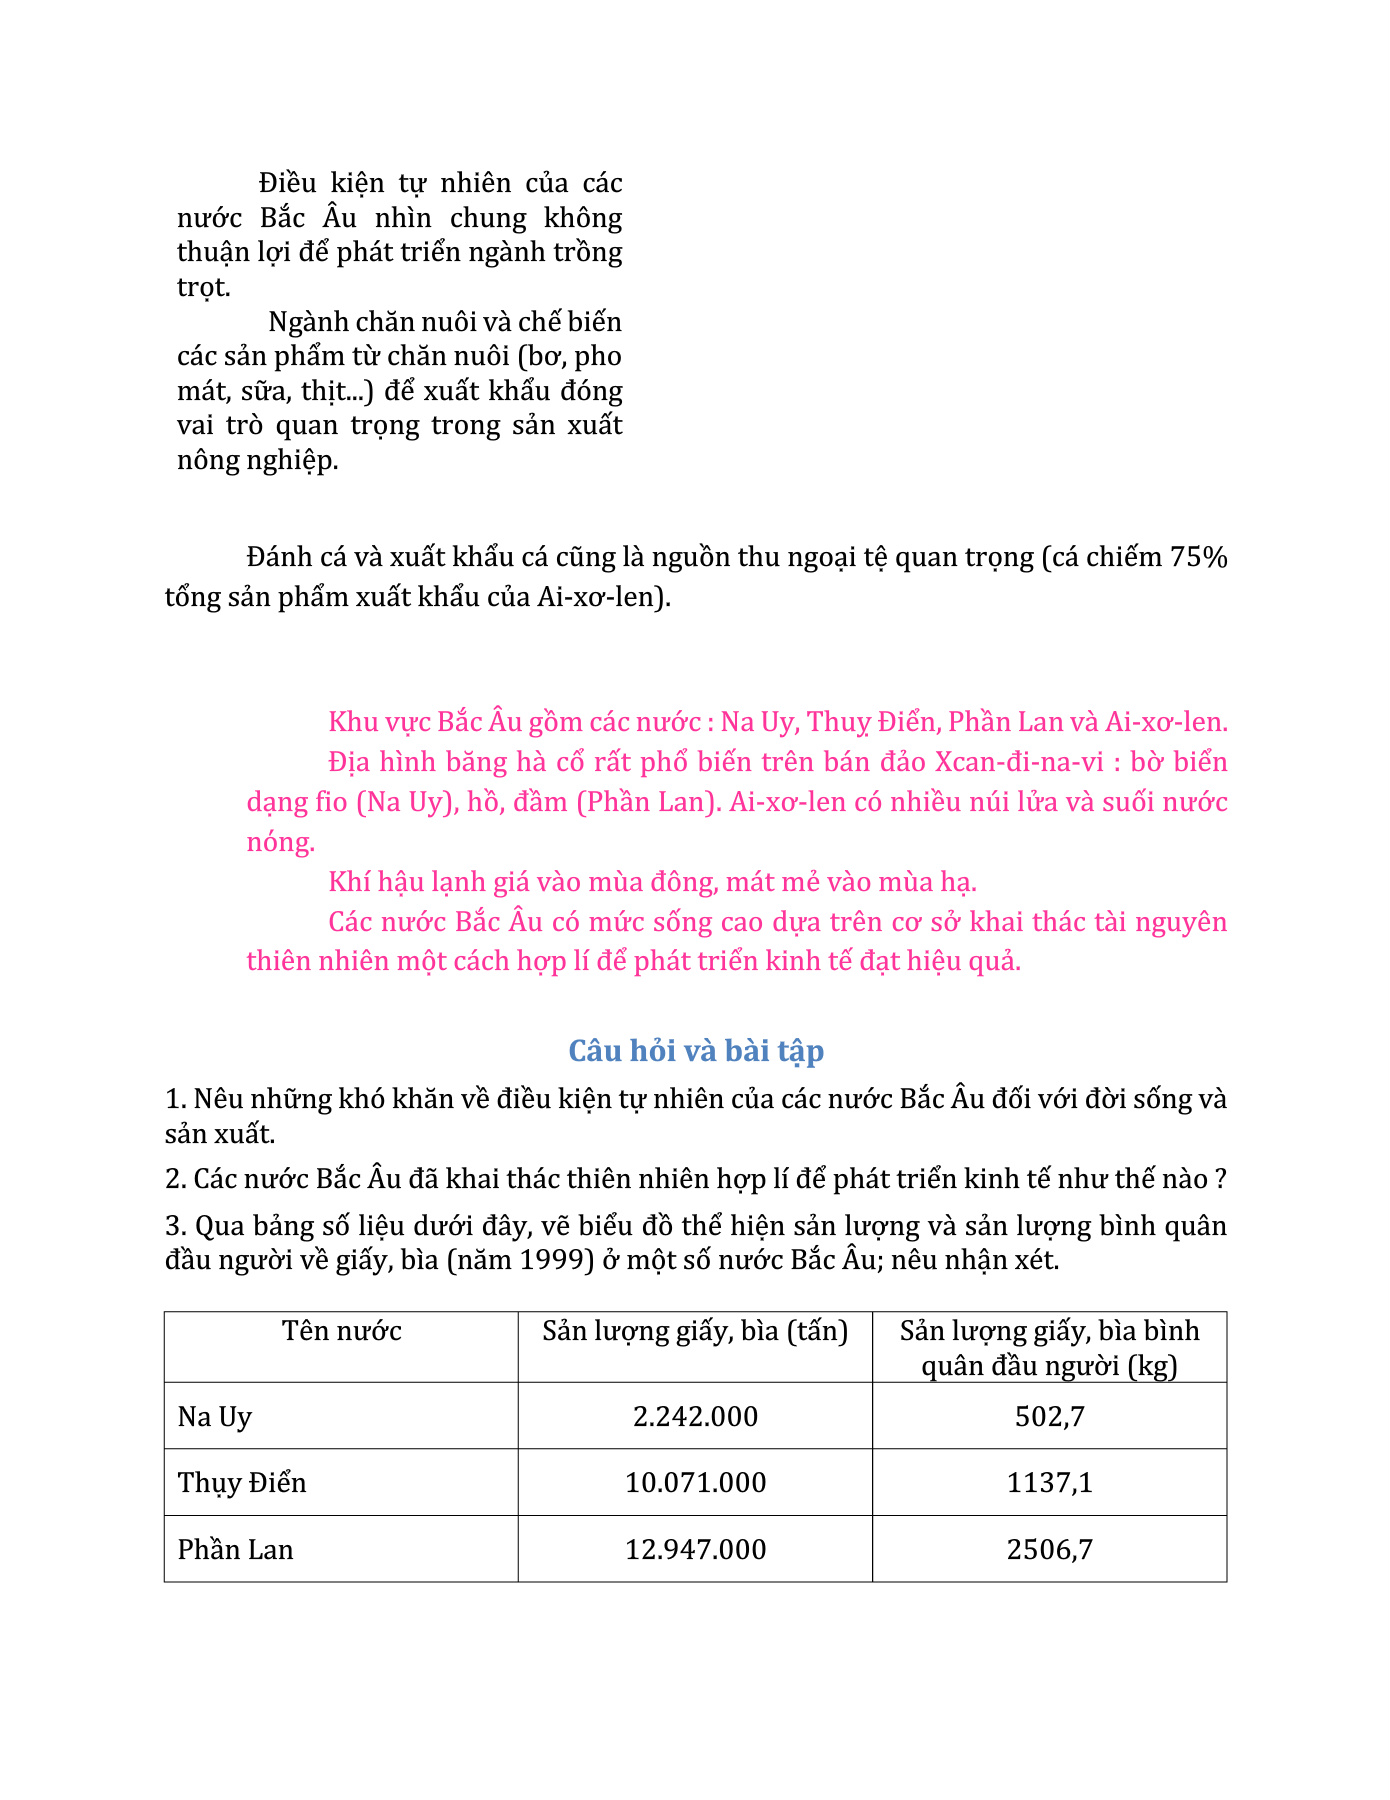 Điều kiện tự nhiên của các
nước Bắc Âu nhìn chung không
thuận lợi để phát triển ngành trồng
trọt.
Ngành chăn nuôi và chế biến
các sản phẩm từ chăn nuôi (bơ, pho
mát, sữa, thịt...) để xuất khẩu đóng
vai trò quan trọng trong sản xuất
nông nghiệp.
Đánh cá và xuất khẩu cá cũng là nguồn thu ngoại tệ quan trọng (cá chiếm 75%
tổng sản phẩm xuất khẩu của Ai-xơ-len).
Khu vực Bắc Âu gồm các nước : Na Uy, Thuỵ Điển, Phần Lan và Ai-xơ-len.
Địa hình băng hà cổ rất phổ biến trên bán đảo Xcan-đi-na-vi : bờ biển
dạng fio (Na Uy), hồ, đầm (Phần Lan). Ai-xơ-len có nhiều núi lửa và suối nước
nóng.
Khí hậu lạnh giá vào mùa đông, mát mẻ vào mùa hạ.
Các nước Bắc Âu có mức sống cao dựa trên cơ sở khai thác tài nguyên
thiên nhiên một cách hợp lí để phát triển kinh tế đạt hiệu quả.
Câu hỏi và bài tập
1. Nêu những khó khăn về điều kiện tự nhiên của các nước Bắc Âu đối với đời sống và
sản xuất.
2. Các nước Bắc Âu đã khai thác thiên nhiên hợp lí để phát triển kinh tế như thế nào ?
3. Qua bảng số liệu dưới đây, vẽ biểu đồ thể hiện sản lượng và sản lượng bình quân
đầu người về giấy, bìa (năm 1999) ở một số nước Bắc Âu; nêu nhận xét.
Tên nước
Sản lượng giấy, bìa (tấn)
Sản lượng giấy, bìa bình
quân đầu người (kg)
Na Uy
2.242.000
502,7
Thụy Điển
10.071.000
1137,1
Phần Lan
12.947.000
2506,7